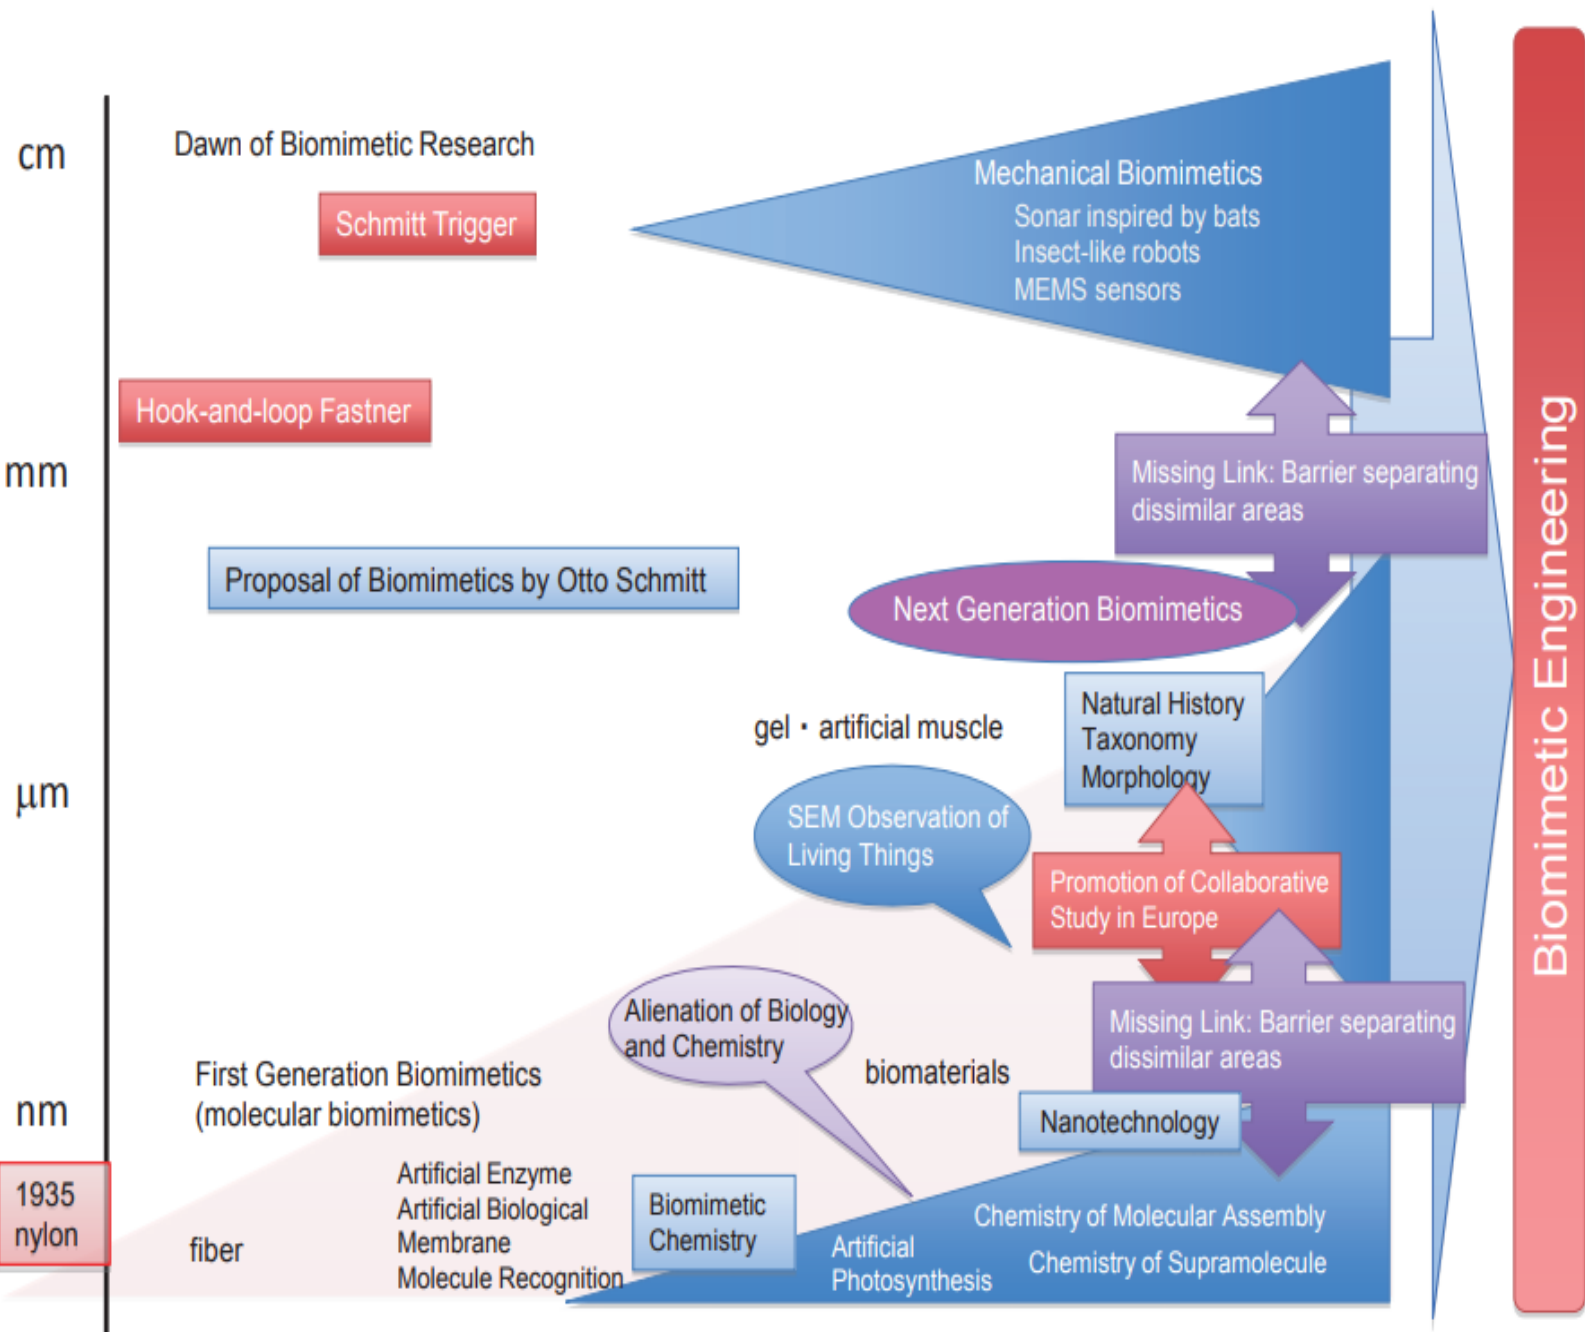 cm
Dawn of Biomimetic Research
Schmitt Trigger
Mechanical Biomimetics
Sonar inspired by bats
Insect-like robots
MEMS sensors
Hook-and-loop Fastner
mm
Missing Link: Barrier separating
dissimilar areas
Proposal of Biomimetics by Otto Schmitt
Next Generation Biomimetics
Natural History
Taxonomy
Morphology
gel・artificial muscle
μm
SEM Observation of
Living Things
Promotion of Collaborative
Study in Europe
Alienation of Biology
and Chemistry
Missing Link: Barrier separating
dissimilar areas
First Generation Biomimetics
(molecular biomimetics)
biomaterials
nm
Nanotechnology
1935
nylon
fiber
Artificial Enzyme
Artificial Biological
Membrane
Molecule Recognition
Biomimetic
Chemistry
Artificial
Photosynthesis
Chemistry of Molecular Assembly
Chemistry of Supramolecule
Biomimetic Engineering